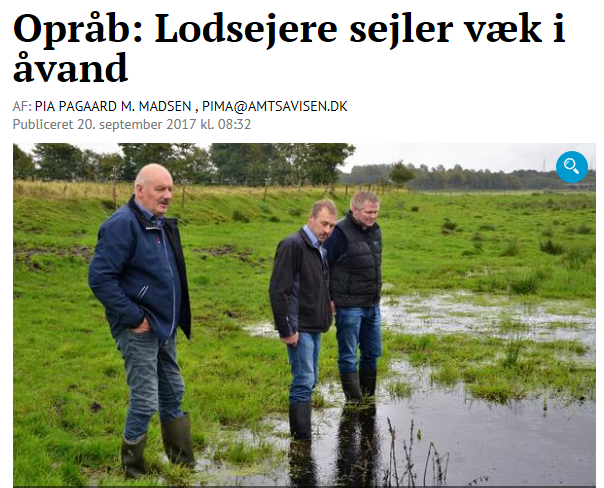 Opråb: Lodsejere sejler væk i
åvand
AF: PIA PAGAARD M. MADSEN , PIMA@AMTSAVISEN.DK
Publiceret 20. september 2017 kl. 08:32